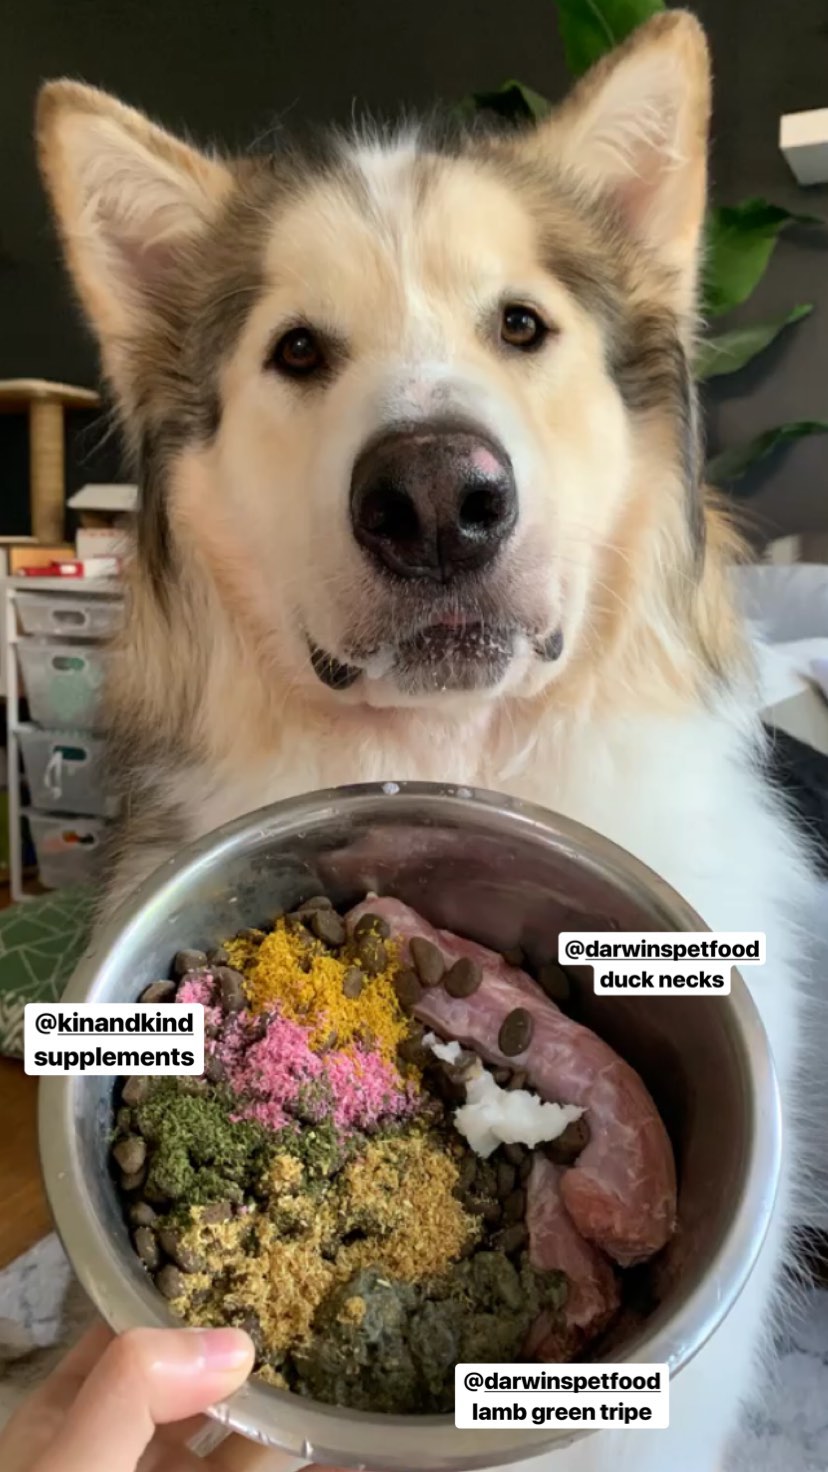 @darwinspetfood
duck necks
@kinandkind
supplements
@darwinspetfood
lamb green tripe